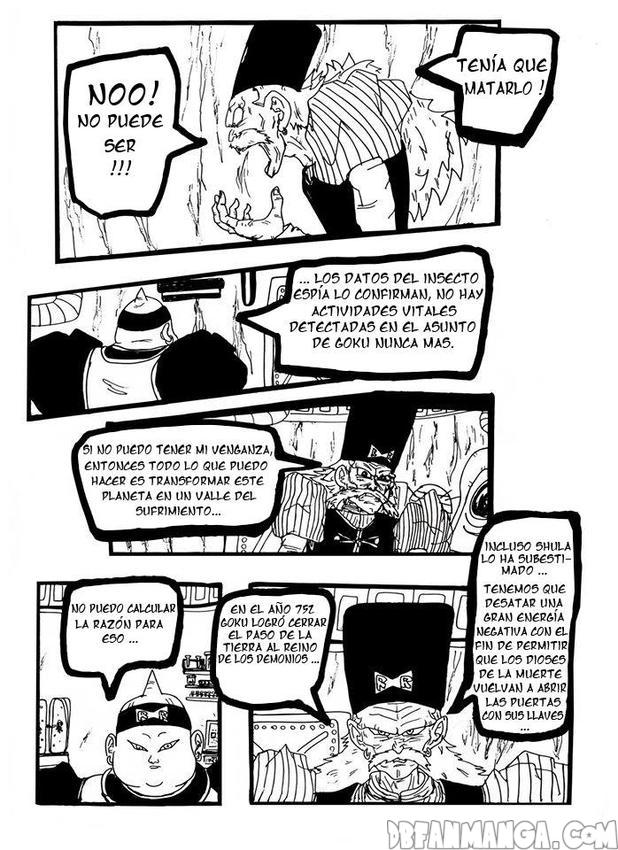 NOO!
NO PUEDE
SER
!!!
TENÍA QUE
MATARLO !
... LOS DATOS DEL INSECTO
ESPÍA LO CONFIRMAN, NO HAY
ACTIVIDADES VITALES
DETECTADAS EN EL ASUNTO
DE GOKU NUNCA MAS.
SI NO PUEDO TENER MI VENGANZA,
ENTONCES TODO LO QUE PUEDO
HACER ES TRANSFORMAR ESTE
PLANETA EN UN VALLE DEL
SUFRIMIENTO...
NO PUEDO CALCULAR
LA RAZÓN PARA
ESO ...
RR
EN EL AÑO 752
GOKU LOGRÓ CERRAR
EL PASO DE LA
TIERRA AL REINO
DE LOS DEMONIOS ...
INCLUSO SHULA
LO HA SUBESTI-
MADO ...
TENEMOS QUE
DESATAR UNA
GRAN ENERGÍA
NEGATIVA CON EL
FIN DE PERMITIR
QUE LOS DIOSES
DE LA MUERTE
VUELVAN A ABRIR
LAS PUERTAS
CON SUS LLAVES
...
RR
DBFANMANGA.COM